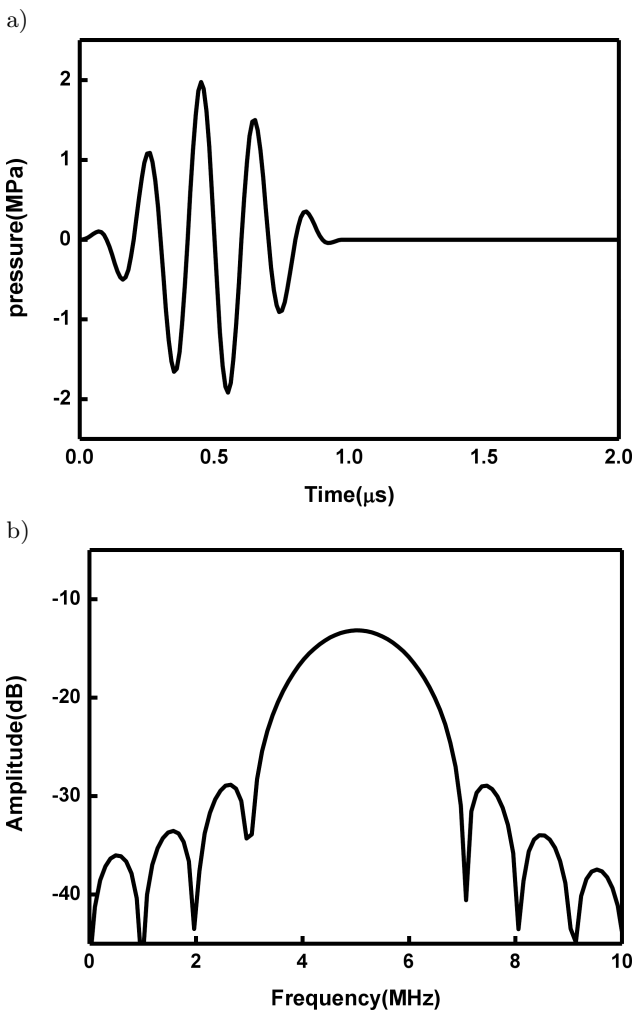 a)
2
1
0
-1
-2
pressure(MPa)
0.0 0.5 1.0 1.5 2.0
Time(μs)
b)
-10
-20
-30
-40
Amplitude(dB)
0 2 4 6 8 10
Frequency(MHz)